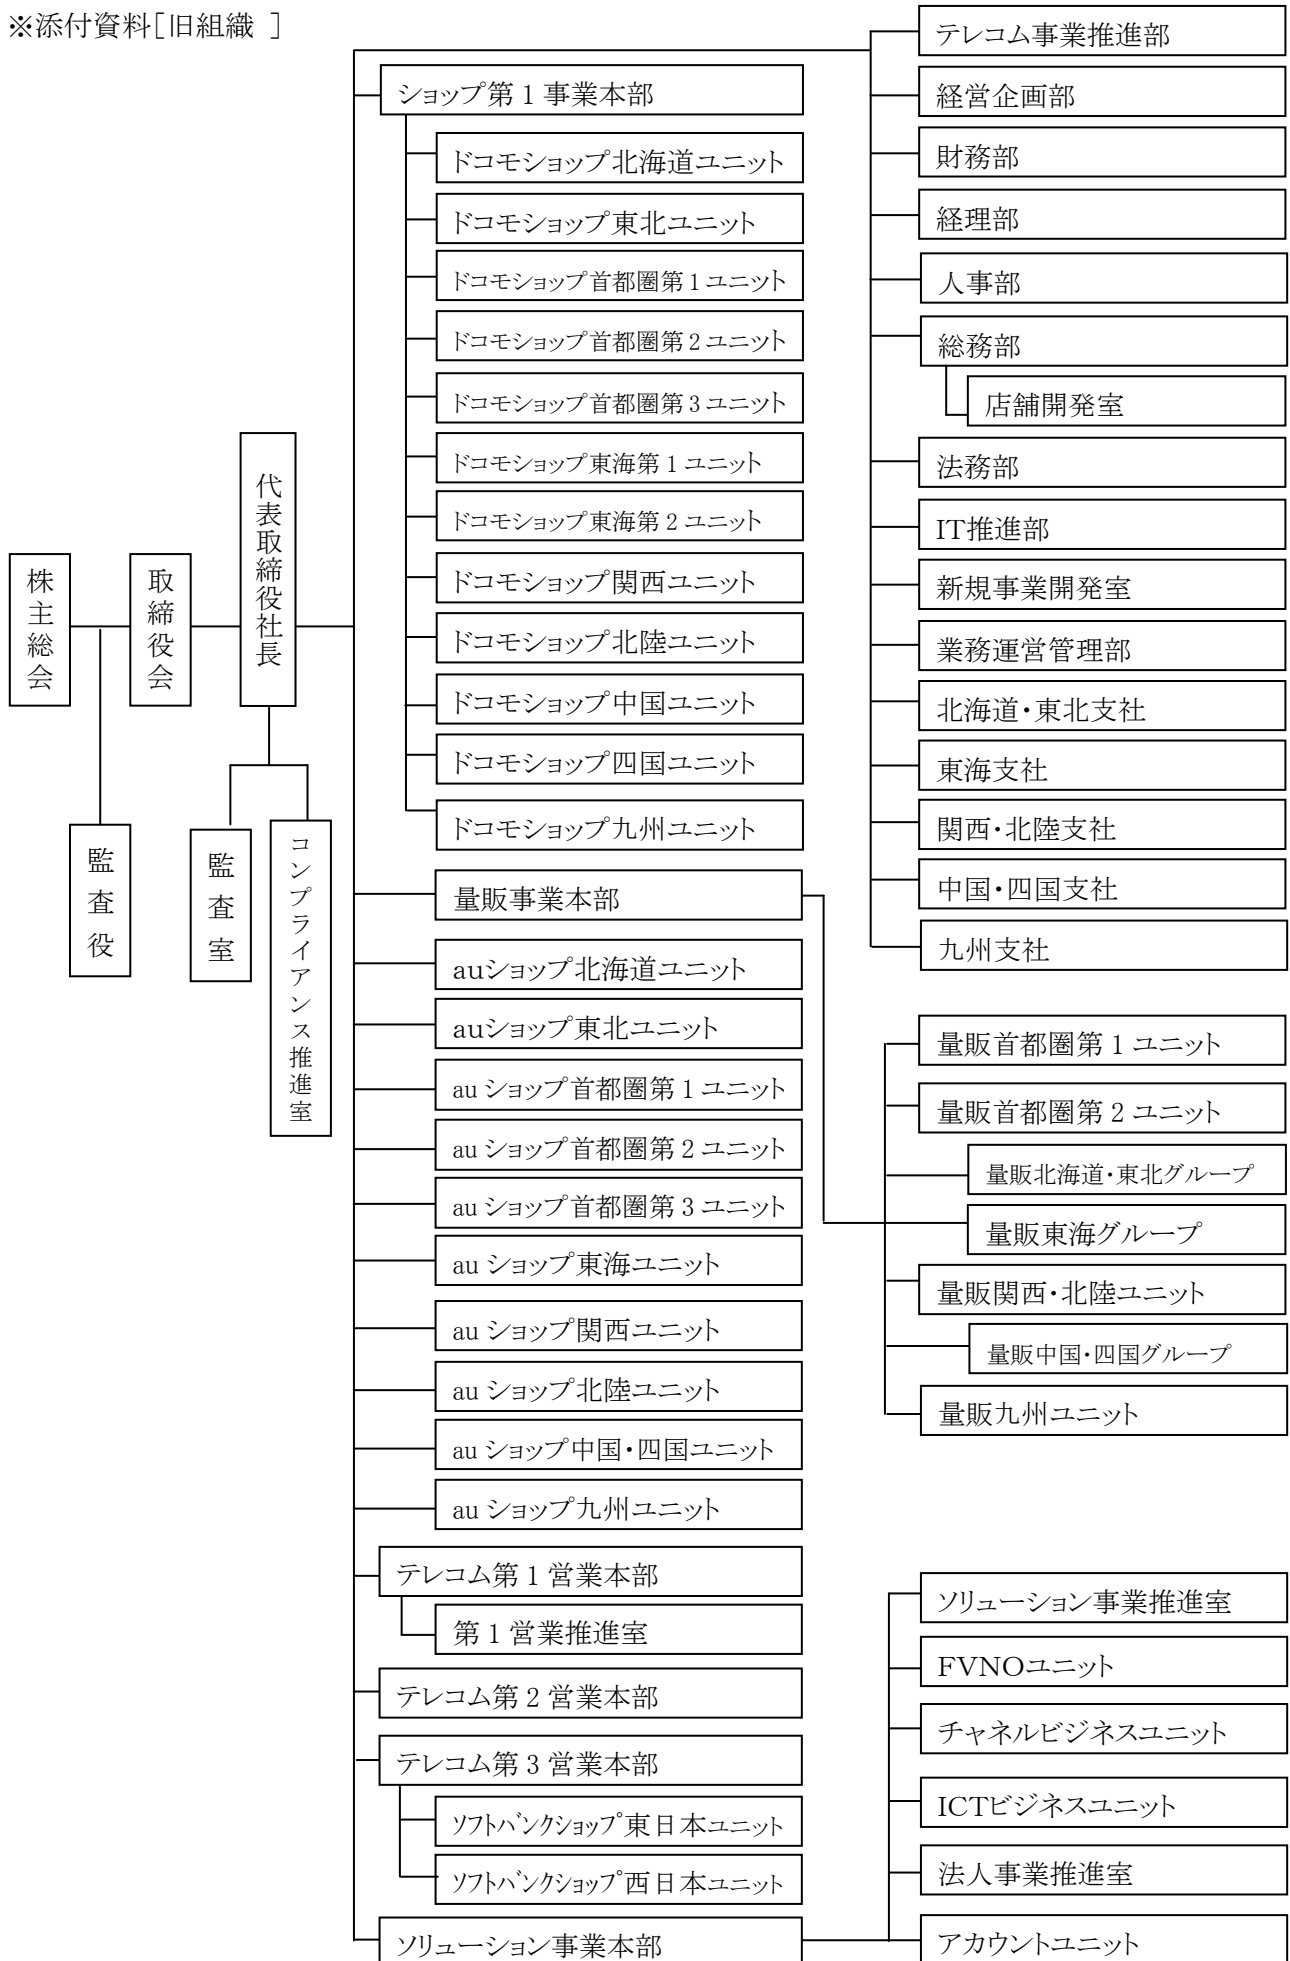 ※添付資料[旧組織 ]
株主総会
監査役
取締役会
代表取締役社長
監査室
コンプライアンス推進室
ショップ第1事業本部
ドコモショップ北海道ユニット
ドコモショップ東北ユニット
ドコモショップ首都圏第1ユニット
ドコモショップ首都圏第2ユニット
ドコモショップ首都圏第3ユニット
ドコモショップ東海第1ユニット
ドコモショップ東海第2ユニット
ドコモショップ関西ユニット
ドコモショップ北陸ユニット
ドコモショップ中国ユニット
ドコモショップ四国ユニット
ドコモショップ九州ユニット
量販事業本部
auショップ北海道ユニット
auショップ東北ユニット
au ショップ首都圏第1ユニット
au ショップ首都圏第2ユニット
au ショップ首都圏第3ユニット
au ショップ東海ユニット
au ショップ関西ユニット
au ショップ北陸ユニット
au ショップ中国・四国ユニット
au ショップ九州ユニット
テレコム第1営業本部
第1営業推進室
テレコム第2営業本部
テレコム第3営業本部
ソフトバンクショップ東日本ユニット
ソフトバンクショップ西日本ユニット
ソリューション事業本部
テレコム事業推進部
経営企画部
財務部
経理部
人事部
総務部
店舗開発室
法務部
IT推進部
新規事業開発室
業務運営管理部
北海道・東北支社
東海支社
関西・北陸支社
中国・四国支社
九州支社
量販首都圏第1ユニット
量販首都圏第2ユニット
量販北海道・東北グループ
量販東海グループ
量販関西・北陸ユニット
量販中国・四国グループ
量販九州ユニット
ソリューション事業推進室
FVNOユニット
チャネルビジネスユニット
ICTビジネスユニット
法人事業推進室
アカウントユニット